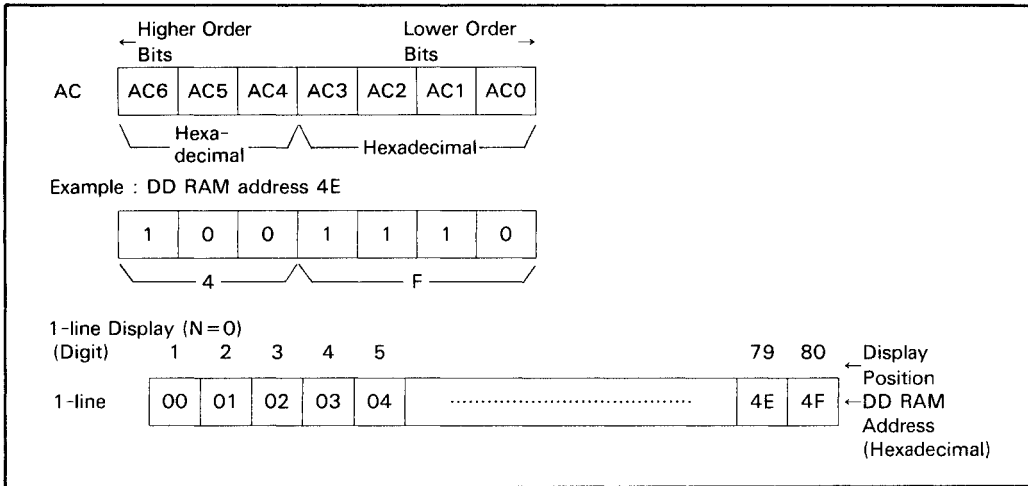 ←Higher Order Bits Lower Order Bits→
AC AC6 AC5 AC4 AC3 AC2 AC1 AC0
Hexa-decimal Hexadecimal
Example : DD RAM address 4E
1 0 0 1 1 1 0
4 F
1-line Display (N=0)
(Digit) 1 2 3 4 5 79 80 ←Display Position
1-line 00 01 02 03 04 ................................ 4E 4F ←DD RAM Address (Hexadecimal)